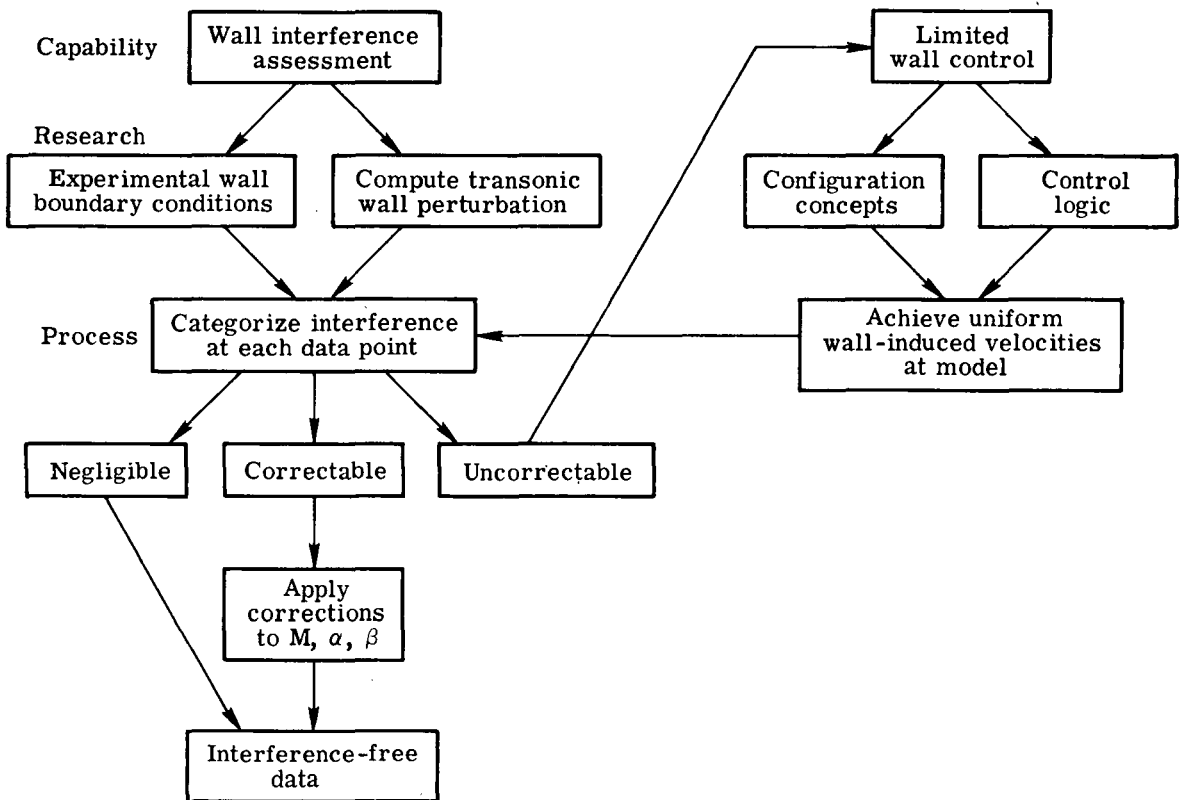 Capability
Wall interference
assessment
Limited
wall control
Research
Experimental wall
boundary conditions
Compute transonic
wall perturbation
Configuration
concepts
Control
logic
Process
Categorize interference
at each data point
Achieve uniform
wall-induced velocities
at model
Negligible
Correctable
Uncorrectable
Apply
corrections
to M, α, β
Interference-free
data